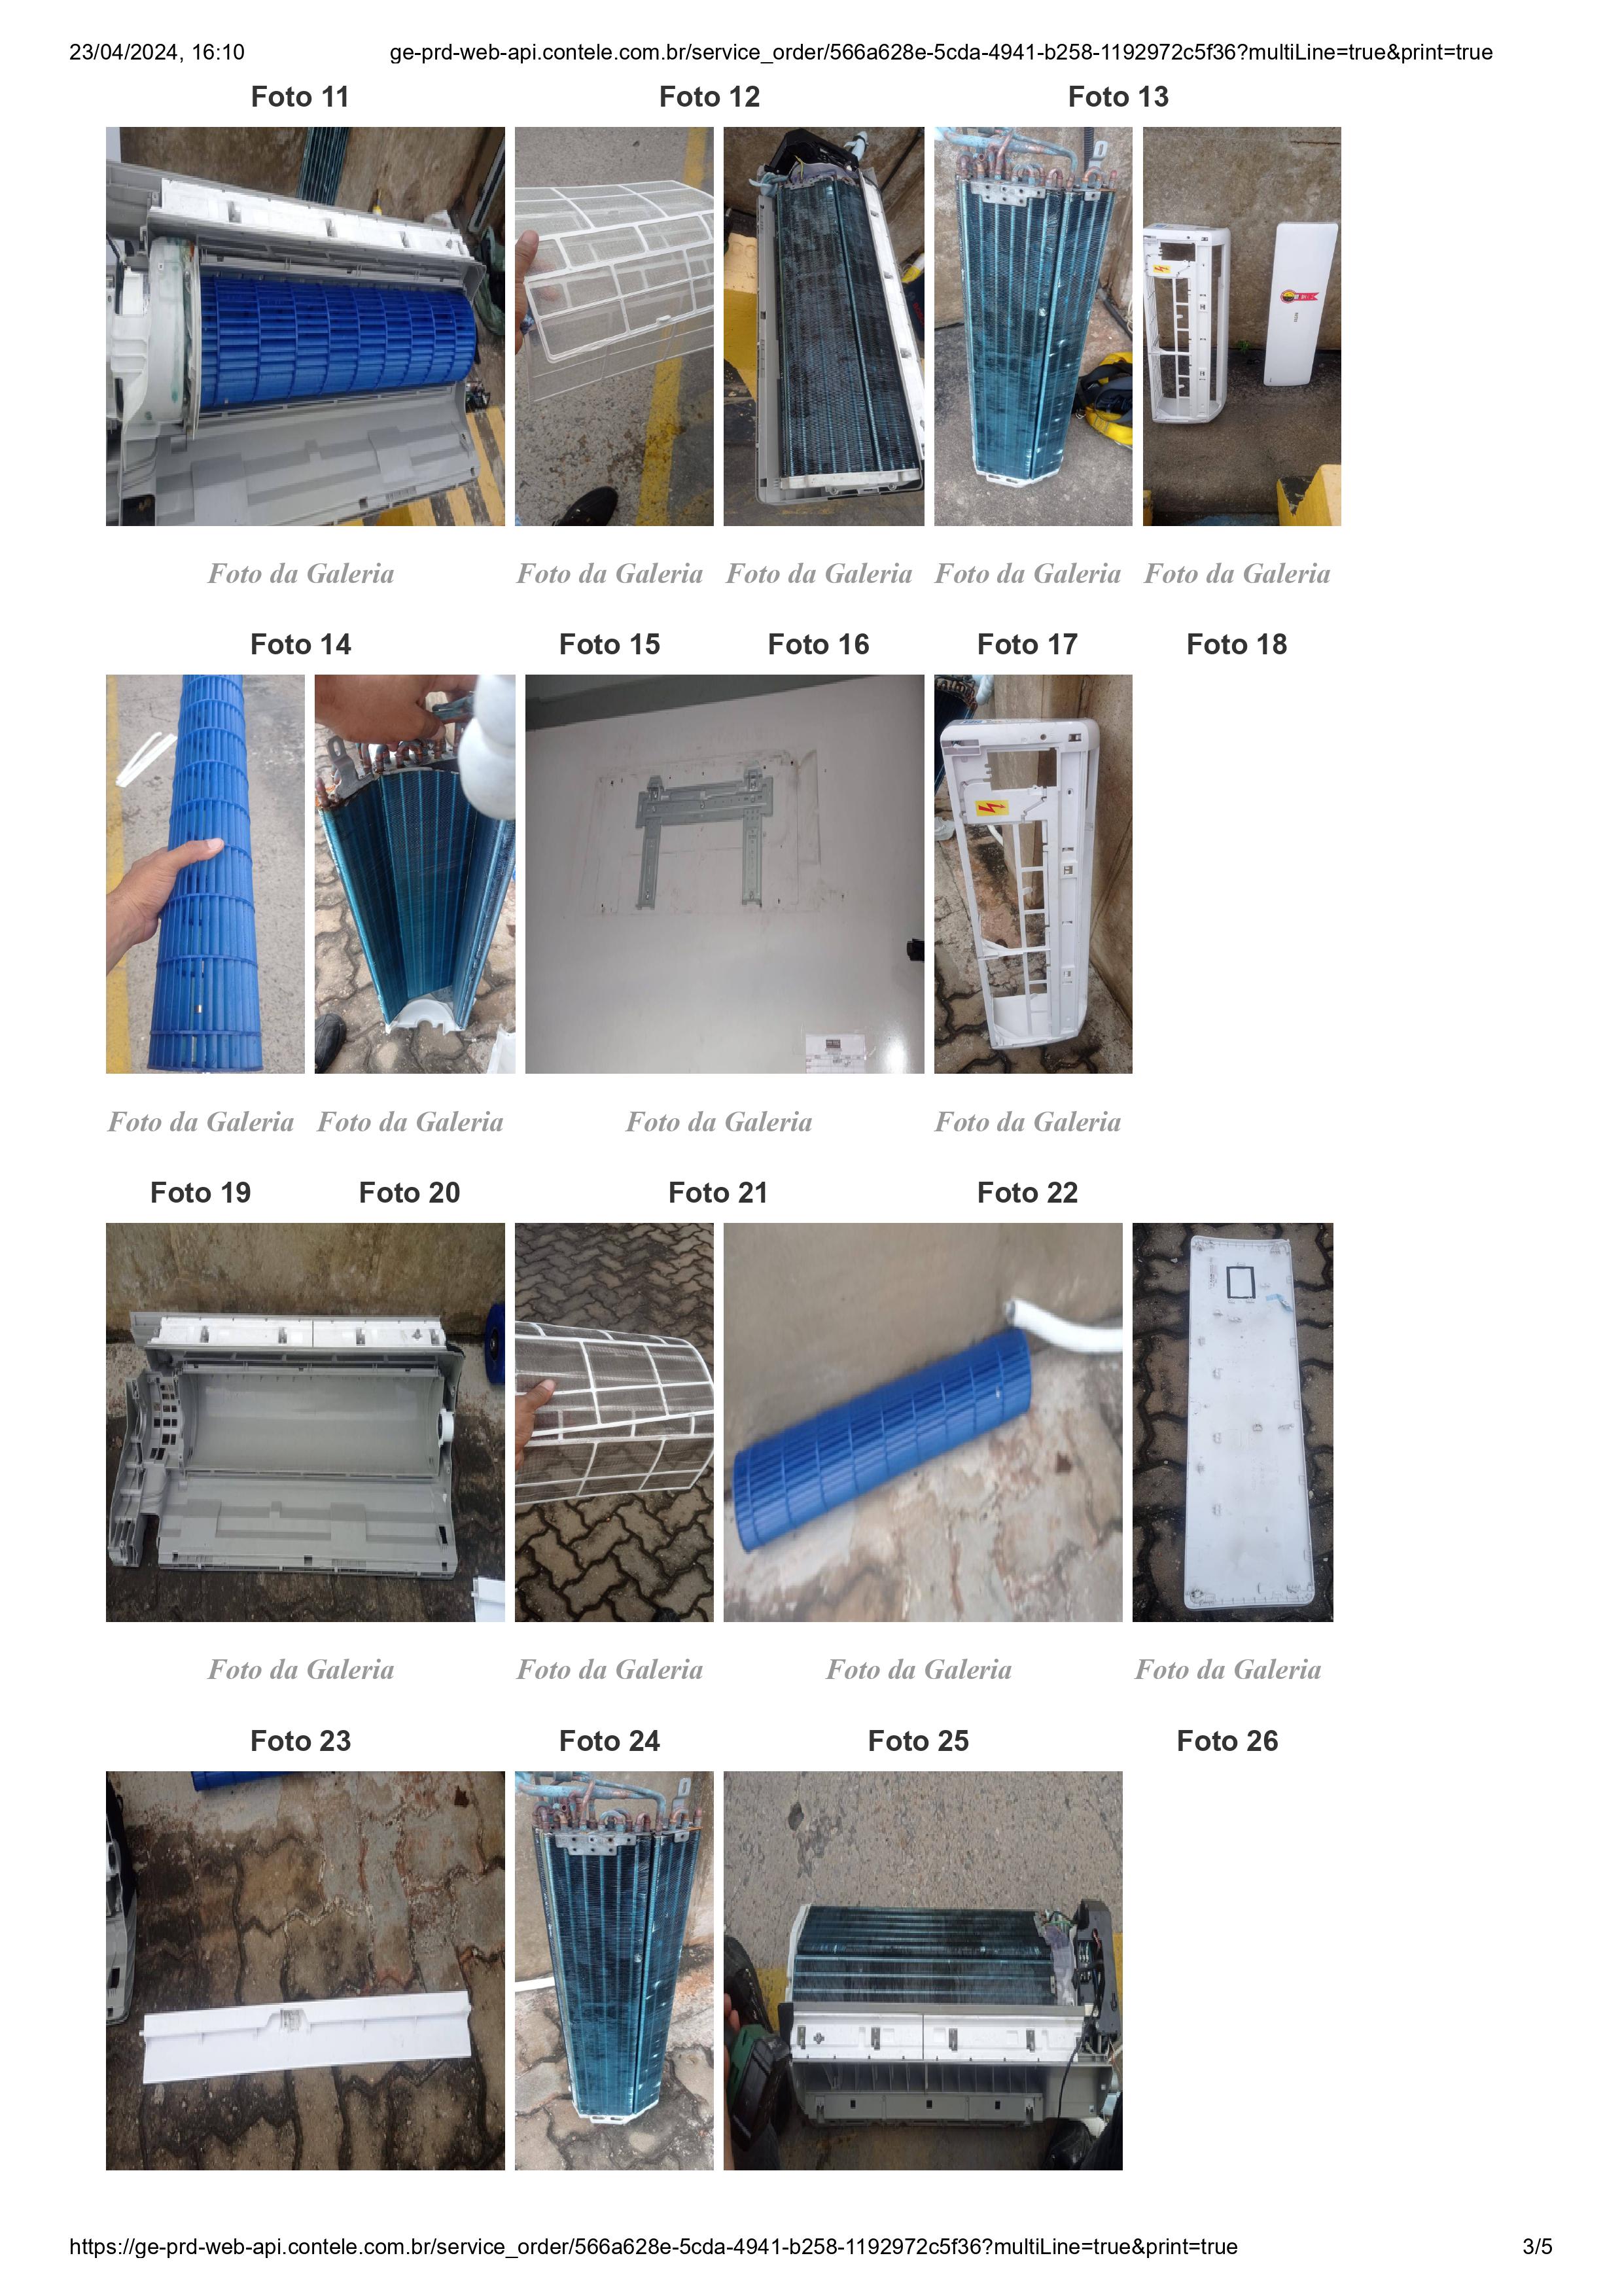 23/04/2024, 16:10 ge-prd-web-api.contele.com.br/service_order/566a628e-5cda-4941-b258-1192972c5f36?multiLine=true&print=true
Foto 11 Foto 12 Foto 13
Foto da Galeria Foto da Galeria Foto da Galeria Foto da Galeria Foto da Galeria
Foto 14 Foto 15 Foto 16 Foto 17 Foto 18
Foto da Galeria Foto da Galeria Foto da Galeria Foto da Galeria
Foto 19 Foto 20 Foto 21 Foto 22
Foto da Galeria Foto da Galeria Foto da Galeria Foto da Galeria
Foto 23 Foto 24 Foto 25 Foto 26
https://ge-prd-web-api.contele.com.br/service_order/566a628e-5cda-4941-b258-1192972c5f36?multiLine=true&print=true 3/5